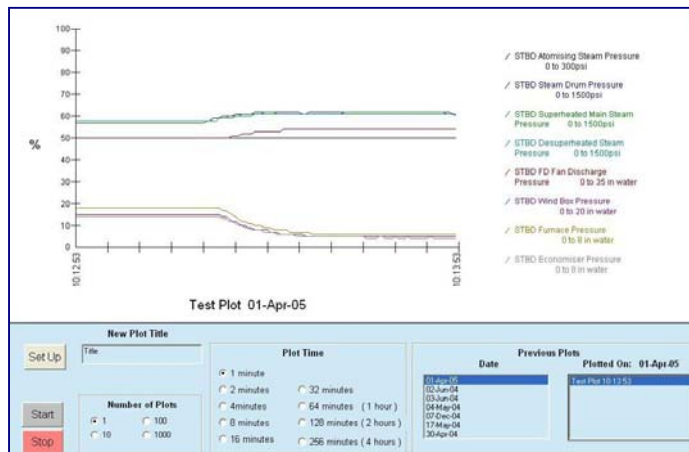 100
90
80
70
60
50
40
30
20
10
0
%
10:12:53
10:13:53
Test Plot 01-Apr-05
STBD Atomising Steam Pressure
0 to 300psi
STBD Steam Drum Pressure
0 to 1500psi
STBD Superheated Main Steam
Pressure 0 to 1500psi
STBD Desuperheated Steam
Pressure 0 to 1500psi
STBD FD Fan Discharge
Pressure 0 to 35 in water
STBD Wind Box Pressure
0 to 20 in water
STBD Furnace Pressure
0 to 8 in water
STBD Economiser Pressure
0 to 8 in water
Set Up
Start
Stop
New Plot Title
Title
Number of Plots
1 100
10 1000
Plot Time
1 minute
2 minutes 32 minutes
4minutes 64 minutes ( 1 hour )
8 minutes 128 minutes ( 2 hours )
16 minutes 256 minutes ( 4 hours )
Previous Plots
Date Plotted On: 01-Apr-05
01-Apr-05
02-Jun-04
03-Jun-04
04-May-04
07-Dec-04
17-May-04
30-Apr-04
Test Plot 10:13:53